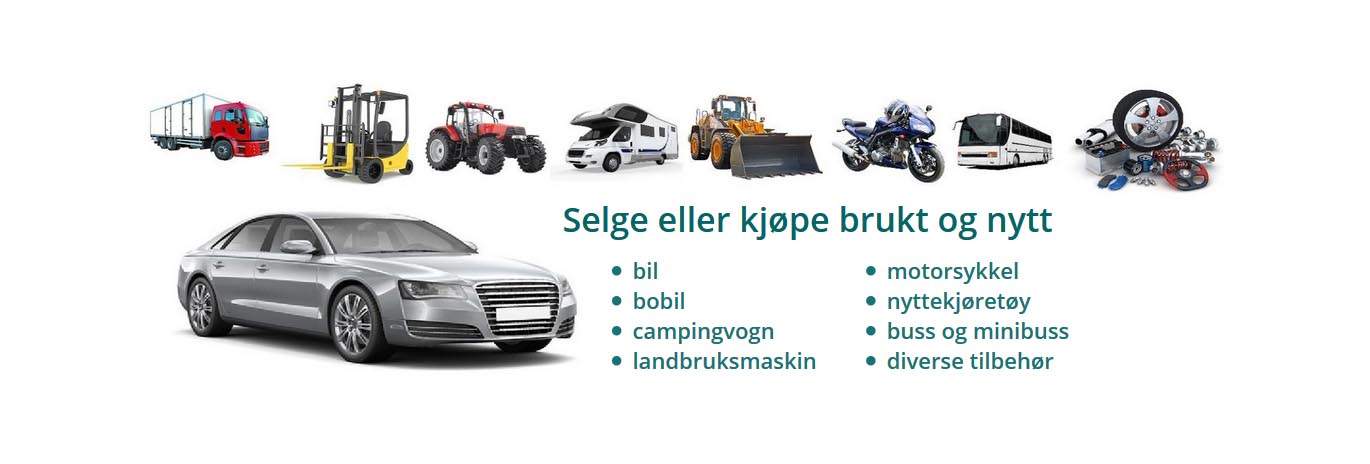 Selge eller kjøpe brukt og nytt
bil
bobil
campingvogn
landbruksmaskin
motorsykkel
nyttekjøretøy
buss og minibuss
diverse tilbehør